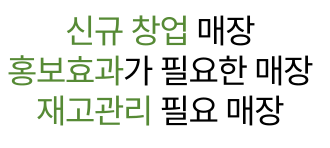 신규 창업 매장
홍보효과가 필요한 매장
재고관리 필요 매장